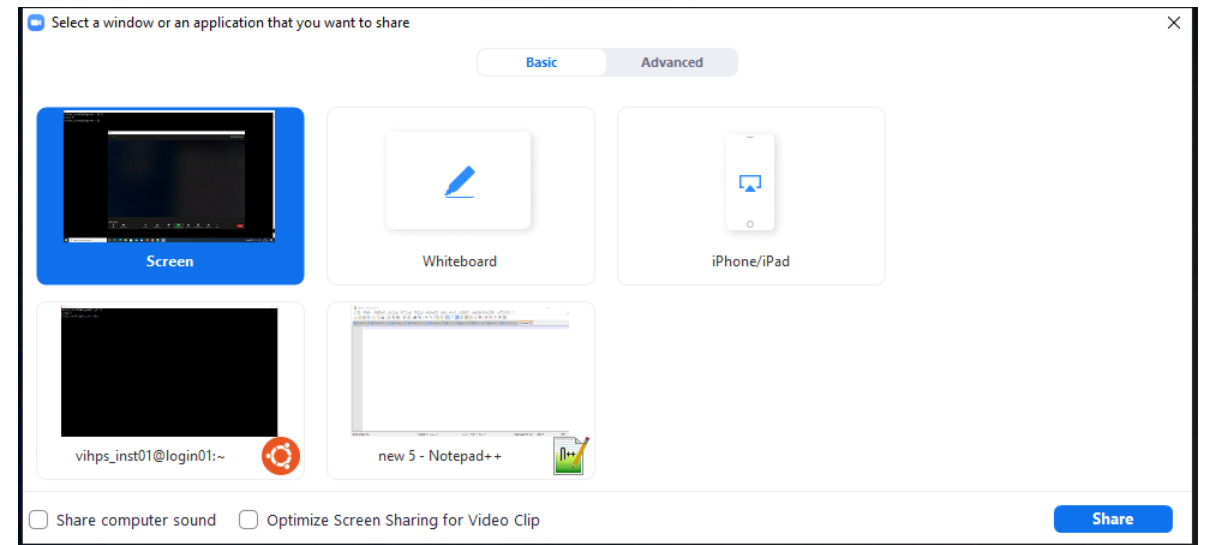 Select a window or an application that you want to share
Basic
Advanced
Screen
Whiteboard
iPhone/iPad
vihps_inst01@login01:~
new 5 - Notepad++
Share computer sound
Optimize Screen Sharing for Video Clip
Share